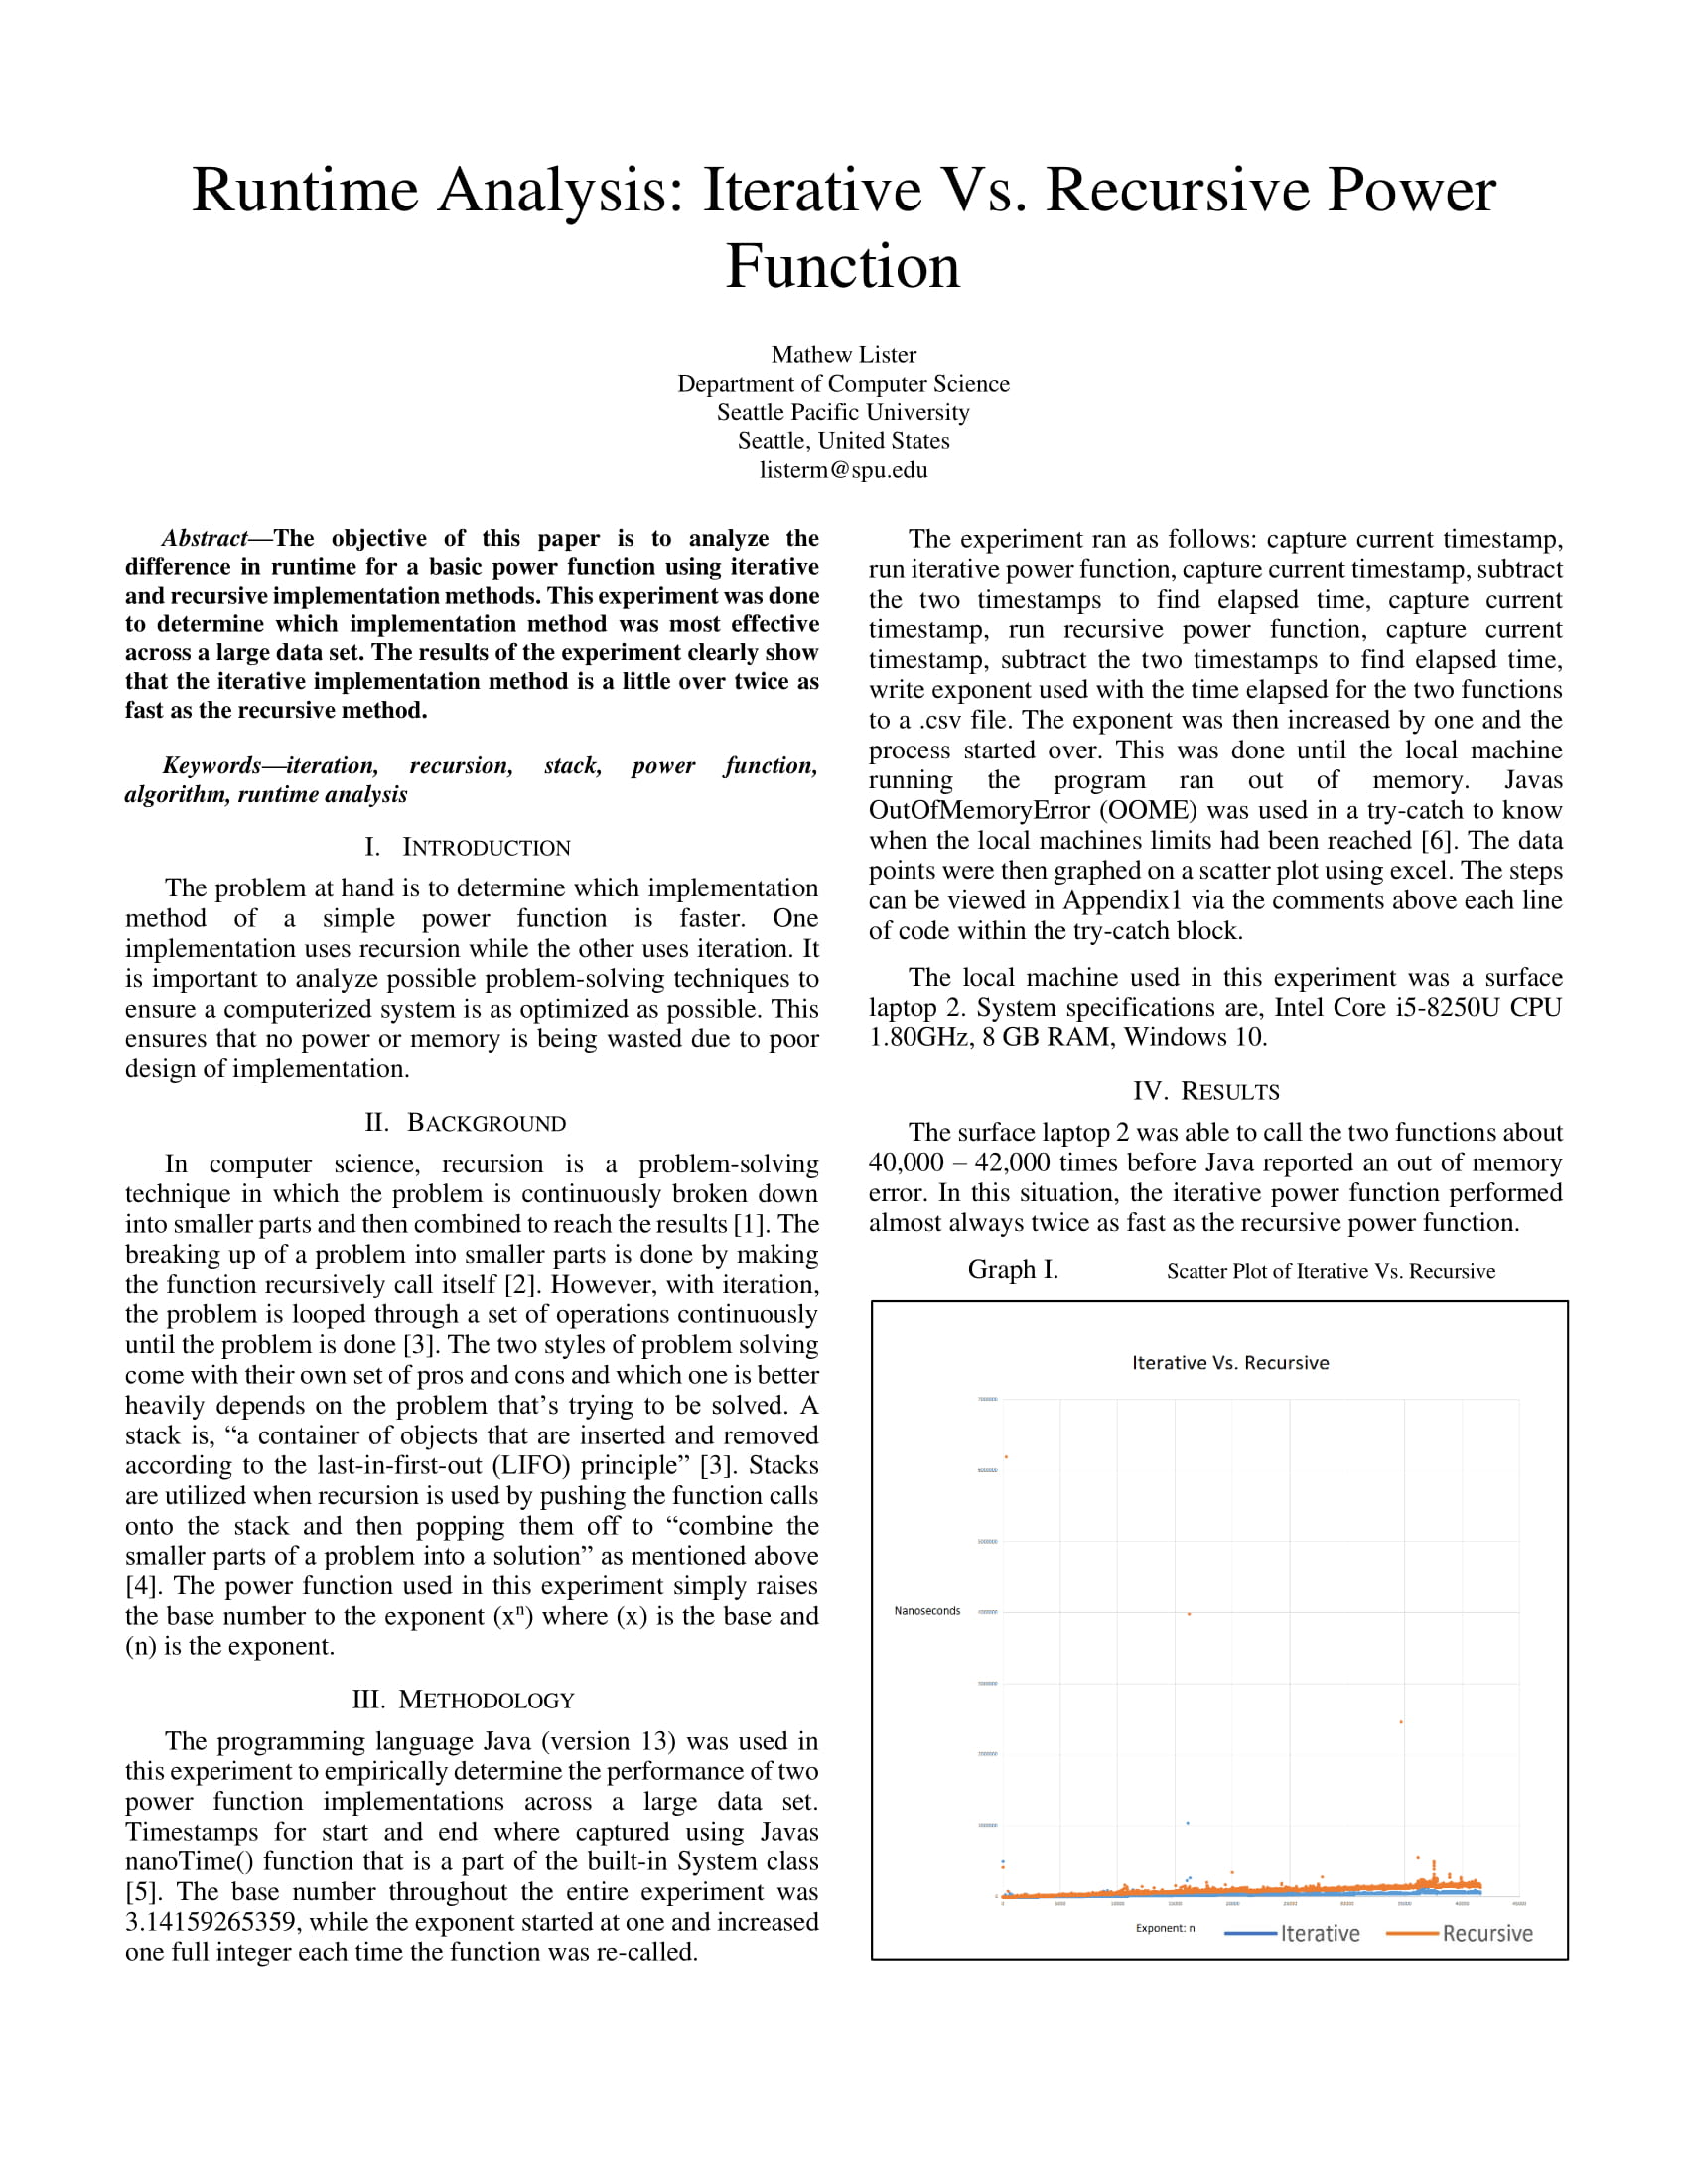 Runtime Analysis: Iterative Vs. Recursive Power
Function
Mathew Lister
Department of Computer Science
Seattle Pacific University
Seattle, United States
listerm@spu.edu
Abstract—The objective of this paper is to analyze the
difference in runtime for a basic power function using iterative
and recursive implementation methods. This experiment was done
to determine which implementation method was most effective
across a large data set. The results of the experiment clearly show
that the iterative implementation method is a little over twice as
fast as the recursive method.
Keywords—iteration, recursion, stack, power function,
algorithm, runtime analysis
I. INTRODUCTION
The problem at hand is to determine which implementation
method of a simple power function is faster. One
implementation uses recursion while the other uses iteration. It
is important to analyze possible problem-solving techniques to
ensure a computerized system is as optimized as possible. This
ensures that no power or memory is being wasted due to poor
design of implementation.
II. BACKGROUND
In computer science, recursion is a problem-solving
technique in which the problem is continuously broken down
into smaller parts and then combined to reach the results [1]. The
breaking up of a problem into smaller parts is done by making
the function recursively call itself [2]. However, with iteration,
the problem is looped through a set of operations continuously
until the problem is done [3]. The two styles of problem solving
come with their own set of pros and cons and which one is better
heavily depends on the problem that’s trying to be solved. A
stack is, “a container of objects that are inserted and removed
according to the last-in-first-out (LIFO) principle” [3]. Stacks
are utilized when recursion is used by pushing the function calls
onto the stack and then popping them off to “combine the
smaller parts of a problem into a solution” as mentioned above
[4]. The power function used in this experiment simply raises
the base number to the exponent (xⁿ) where (x) is the base and
(n) is the exponent.
III. METHODOLOGY
The programming language Java (version 13) was used in
this experiment to empirically determine the performance of two
power function implementations across a large data set.
Timestamps for start and end where captured using Javas
nanoTime() function that is a part of the built-in System class
[5]. The base number throughout the entire experiment was
3.14159265359, while the exponent started at one and increased
one full integer each time the function was re-called.
The experiment ran as follows: capture current timestamp,
run iterative power function, capture current timestamp, subtract
the two timestamps to find elapsed time, capture current
timestamp, run recursive power function, capture current
timestamp, subtract the two timestamps to find elapsed time,
write exponent used with the time elapsed for the two functions
to a .csv file. The exponent was then increased by one and the
process started over. This was done until the local machine
running the program ran out of memory. Javas
OutOfMemoryError (OOME) was used in a try-catch to know
when the local machines limits had been reached [6]. The data
points were then graphed on a scatter plot using excel. The steps
can be viewed in Appendix1 via the comments above each line
of code within the try-catch block.
The local machine used in this experiment was a surface
laptop 2. System specifications are, Intel Core i5-8250U CPU
1.80GHz, 8 GB RAM, Windows 10.
IV. RESULTS
The surface laptop 2 was able to call the two functions about
40,000 – 42,000 times before Java reported an out of memory
error. In this situation, the iterative power function performed
almost always twice as fast as the recursive power function.
Graph I. Scatter Plot of Iterative Vs. Recursive
Iterative Vs. Recursive
Nanoseconds
Exponent: n
Iterative
Recursive